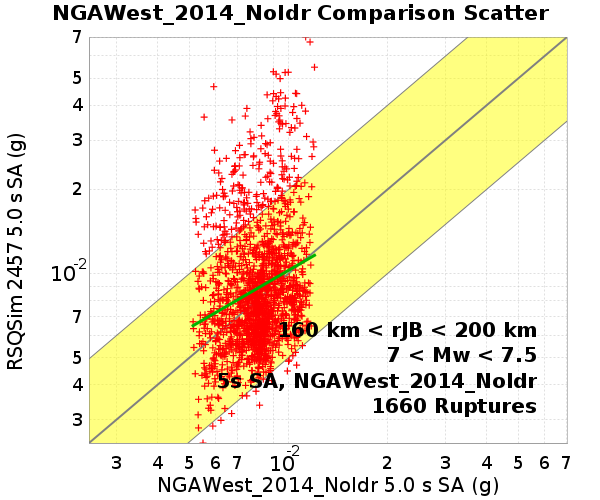 NGAWest_2014_NoIdr Comparison Scatter
RSQSim 2457 5.0 s SA (g)
7
5
4
3
2
10-2
7
5
4
3
160 km < rJB < 200 km
7 < Mw < 7.5
5s SA, NGAWest_2014_NoIdr
1660 Ruptures
3 4 5 6 7 10-2 2 3 4 5 6 7
NGAWest_2014_NoIdr 5.0 s SA (g)